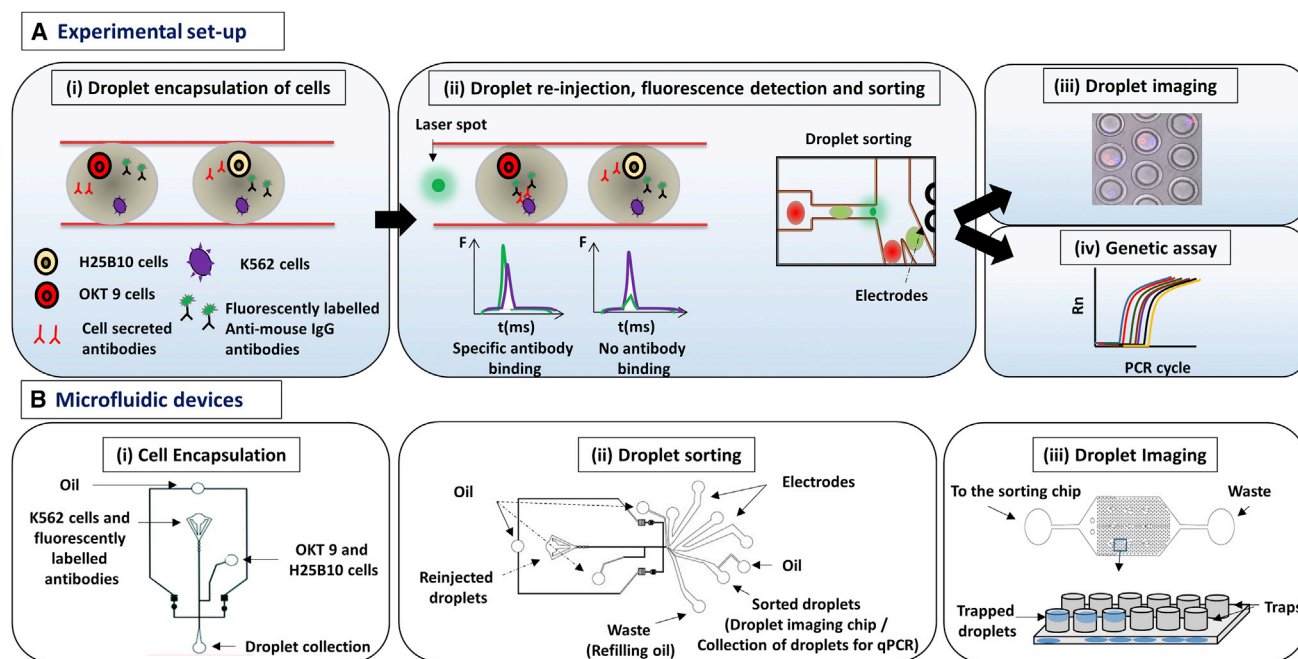 A Experimental set-up
(i) Droplet encapsulation of cells
H25B10 cells
K562 cells
OKT 9 cells
Cell secreted
antibodies
Fluorescently labelled
Anti-mouse IgG
antibodies
(ii) Droplet re-injection, fluorescence detection and sorting
Laser spot
Droplet sorting
F
t(ms)
Specific antibody
binding
F
t(ms)
No antibody
binding
Electrodes
(iii) Droplet imaging
(iv) Genetic assay
Rn
PCR cycle
B Microfluidic devices
(i) Cell Encapsulation
Oil
K562 cells and
fluorescently
labelled
antibodies
OKT 9 and
H25B10 cells
Droplet collection
(ii) Droplet sorting
Oil
Electrodes
Reinjected
droplets
Oil
Waste
(Refilling oil)
Sorted droplets
(Droplet imaging chip /
Collection of droplets for qPCR)
(iii) Droplet Imaging
To the sorting chip
Waste
Trapped
droplets
Traps